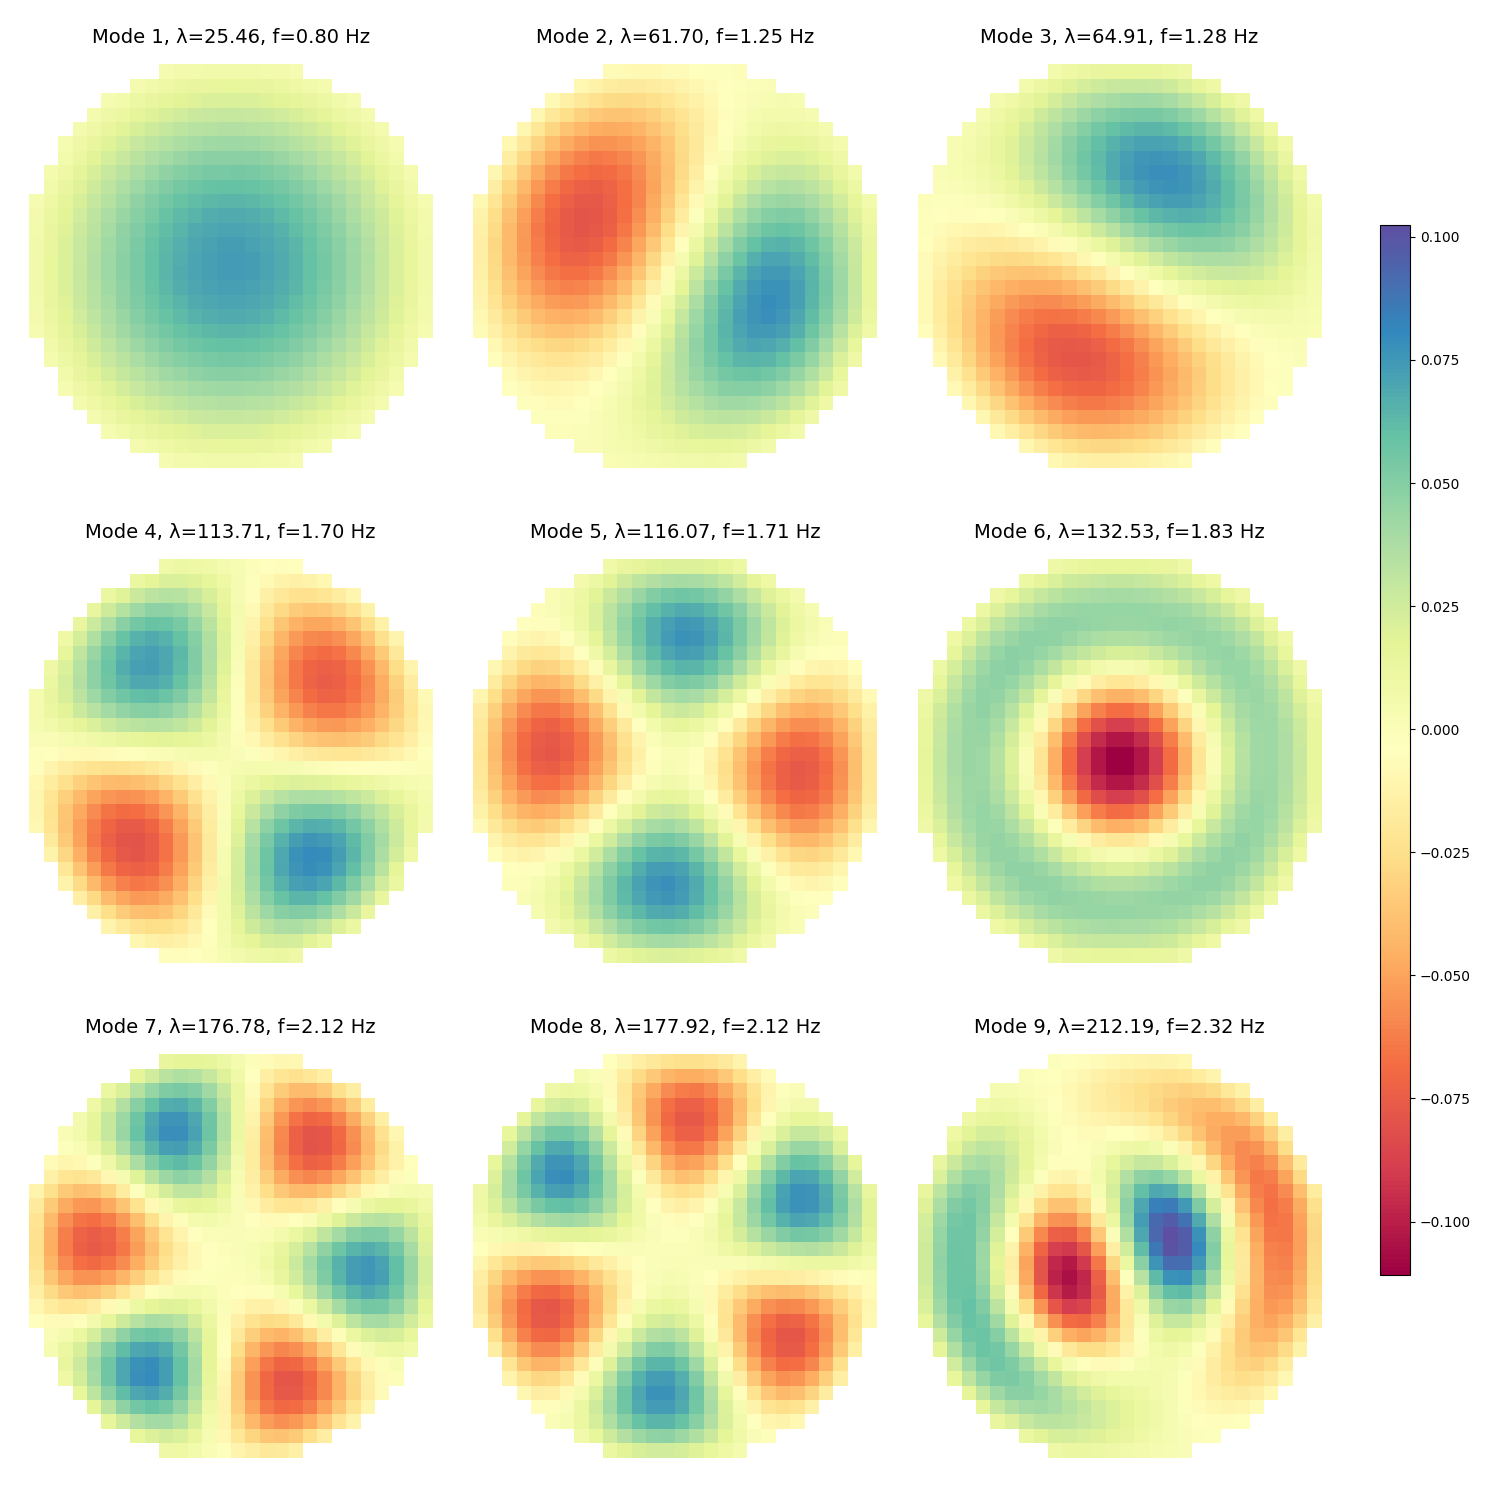 Mode 1, λ=25.46, f=0.80 Hz
Mode 2, λ=61.70, f=1.25 Hz
Mode 3, λ=64.91, f=1.28 Hz
Mode 4, λ=113.71, f=1.70 Hz
Mode 5, λ=116.07, f=1.71 Hz
Mode 6, λ=132.53, f=1.83 Hz
Mode 7, λ=176.78, f=2.12 Hz
Mode 8, λ=177.92, f=2.12 Hz
Mode 9, λ=212.19, f=2.32 Hz
0.100
0.075
0.050
0.025
0.000
−0.025
−0.050
−0.075
−0.100